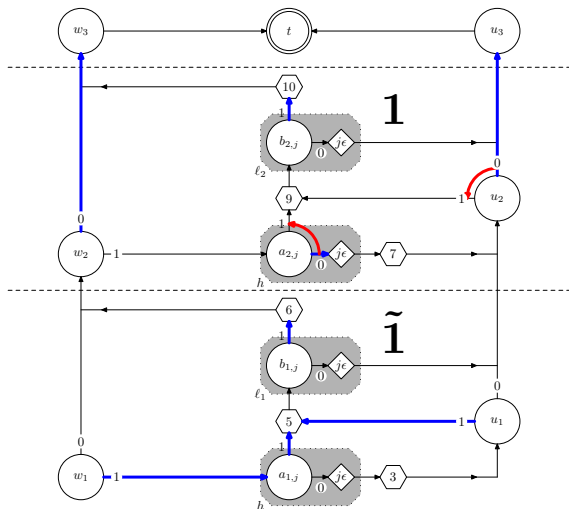 w₃ t u₃
10
1
b₂,ⱼ 0 jϵ 1
ℓ₂
0
9 1 u₂
1
w₂ 1 a₂,ⱼ 0 jϵ 7
0
h
6
1
b₁,ⱼ 0 jϵ 1̃
ℓ₁
0
5 1 u₁
0
1
w₁ 1 a₁,ⱼ 0 jϵ 3
h